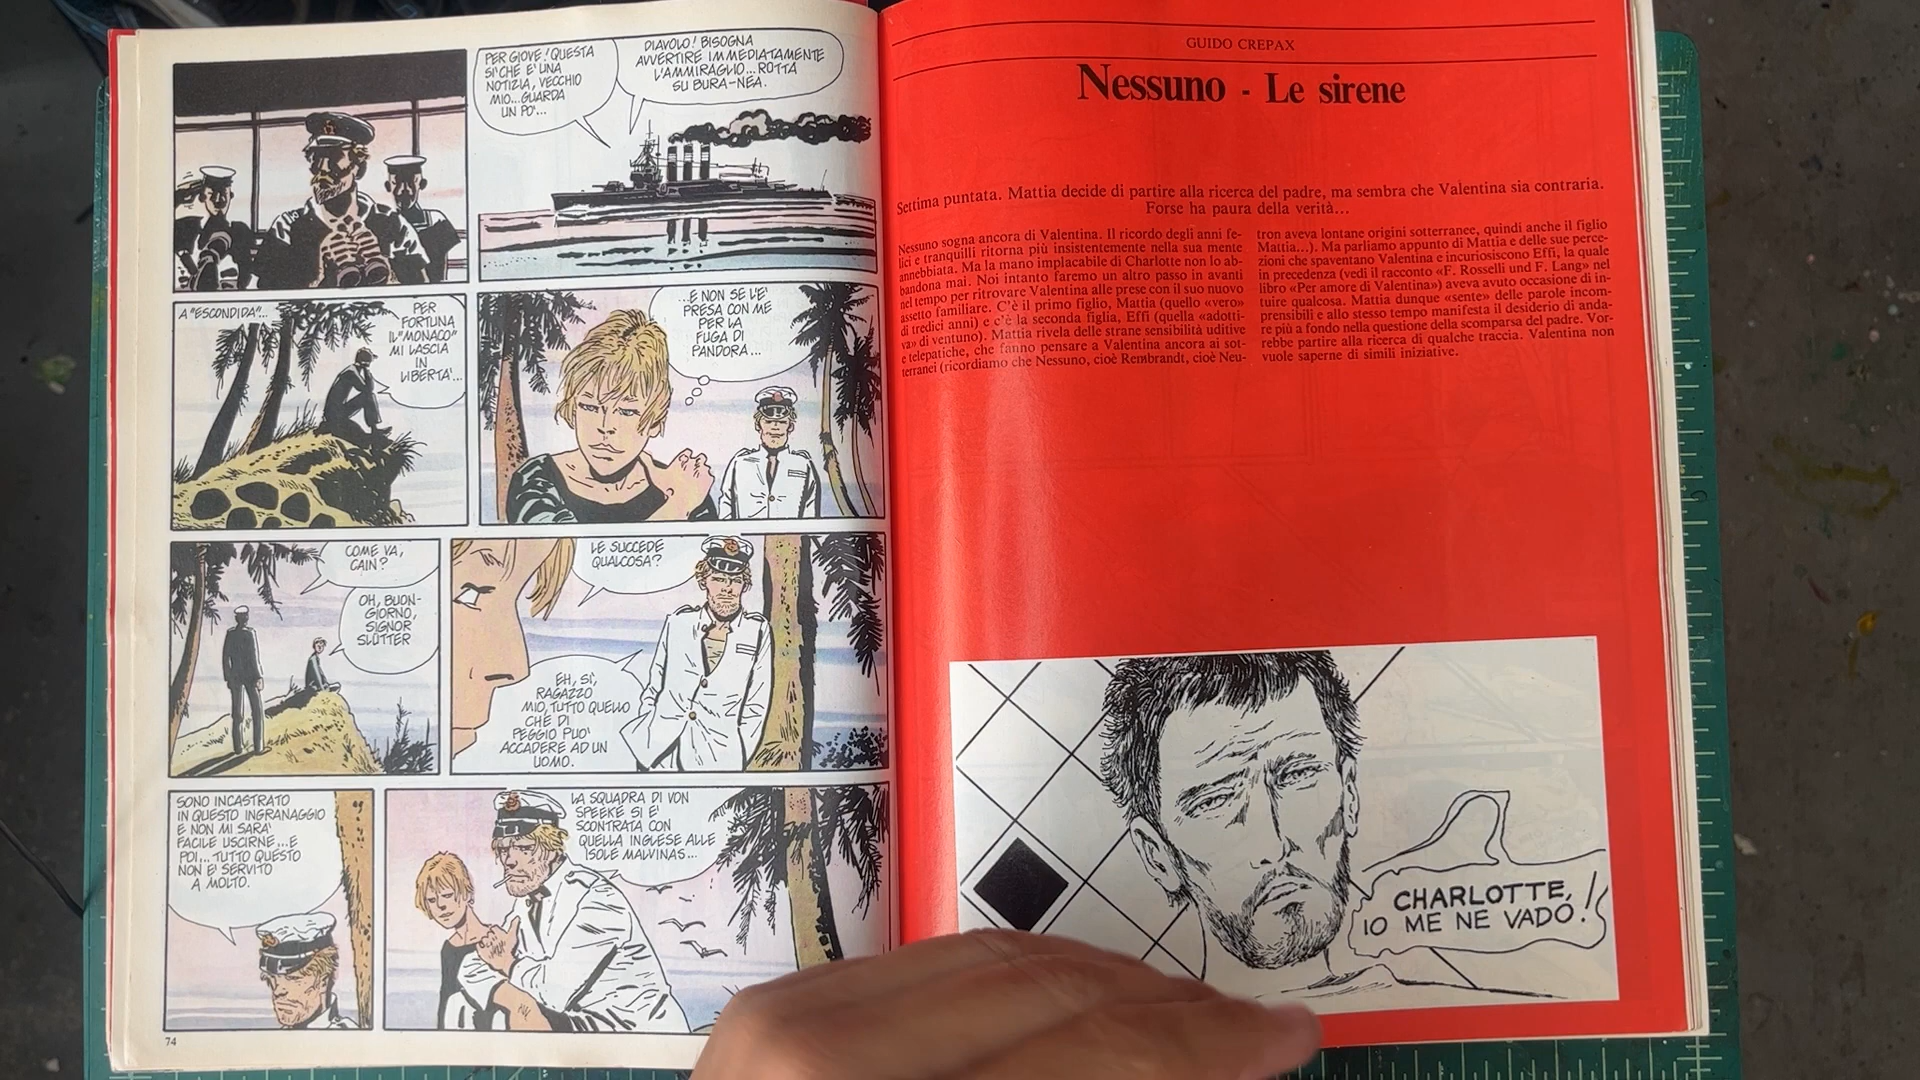 PER GIOVE! QUESTA
SI' CHE E' UNA
NOTIZIA, VECCHIO
MIO...GUARDA
UN PO'...
DIAVOLO! BISOGNA
AVVERTIRE IMMEDIATAMENTE
L'AMMIRAGLIO...ROTTA
SU BURA-NEA.
A "ESCONDIDA"...
PER
FORTUNA
IL "MONACO"
MI LASCIA
IN
LIBERTA'...
...E NON SE L'E'
PRESA CON ME
PER LA
FUGA DI
PANDORA...
COME VA,
CAIN?
OH, BUON-
GIORNO,
SIGNOR
SLÜTTER
LE SUCCEDE
QUALCOSA?
EH, SI',
RAGAZZO
MIO, TUTTO QUELLO
CHE DI
PEGGIO PUO'
ACCADERE AD UN
UOMO.
SONO INCASTRATO
IN QUESTO INGRANAGGIO
E NON MI SARA'
FACILE USCIRNE...E
POI...TUTTO QUESTO
NON E' SERVITO
A MOLTO.
LA SQUADRA DI VON
SPEEKE SI E'
SCONTRATA CON
QUELLA INGLESE ALLE
ISOLE MALVINAS...
74
GUIDO CREPAX
Nessuno - Le sirene
Settima puntata. Mattia decide di partire alla ricerca del padre, ma sembra che Valentina sia contraria.
Forse ha paura della verità...
Nessuno sogna ancora di Valentina. Il ricordo degli anni fe-
lici e tranquilli ritorna più insistentemente nella sua mente
annebbiata. Ma la mano implacabile di Charlotte non lo ab-
bandona mai. Noi intanto faremo un altro passo in avanti
nel tempo per ritrovare Valentina alle prese con il suo nuovo
assetto familiare. C'è il primo figlio, Mattia (quello «vero»
di tredici anni) e c'è la seconda figlia, Effi (quella «adotti-
va» di ventuno). Mattia rivela delle strane sensibilità uditive
e telepatiche, che fanno pensare a Valentina ancora ai sot-
terranei (ricordiamo che Nessuno, cioè Rembrandt, cioè Neu-
tron aveva lontane origini sotterranee, quindi anche il figlio
Mattia...). Ma parliamo appunto di Mattia e delle sue perce-
zioni che spaventano Valentina e incuriosiscono Effi, la quale
in precedenza (vedi il racconto «F. Rosselli und F. Lang» nel
libro «Per amore di Valentina») aveva avuto occasione di in-
tuire qualcosa. Mattia dunque «sente» delle parole incom-
prensibili e allo stesso tempo manifesta il desiderio di anda-
re più a fondo nella questione della scomparsa del padre. Vor-
rebbe partire alla ricerca di qualche traccia. Valentina non
vuole saperne di simili iniziative.
CHARLOTTE,
IO ME NE VADO!